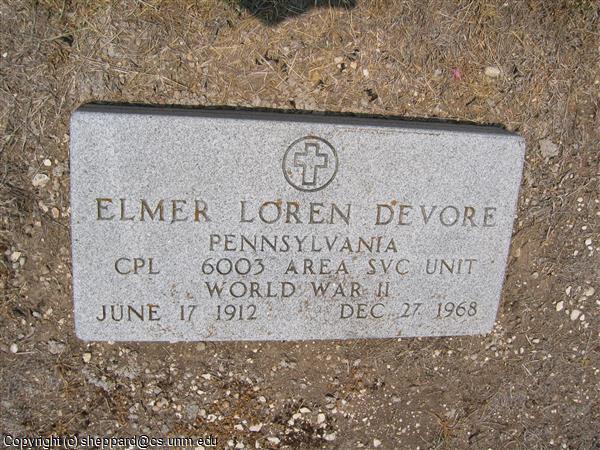 ELMER LOREN DEVORE
PENNSYLVANIA
CPL 6003 AREA SVC UNIT
WORLD WAR II
JUNE 17 1912 DEC 27 1968
Copyright (c) sheppard@cs.unm.edu